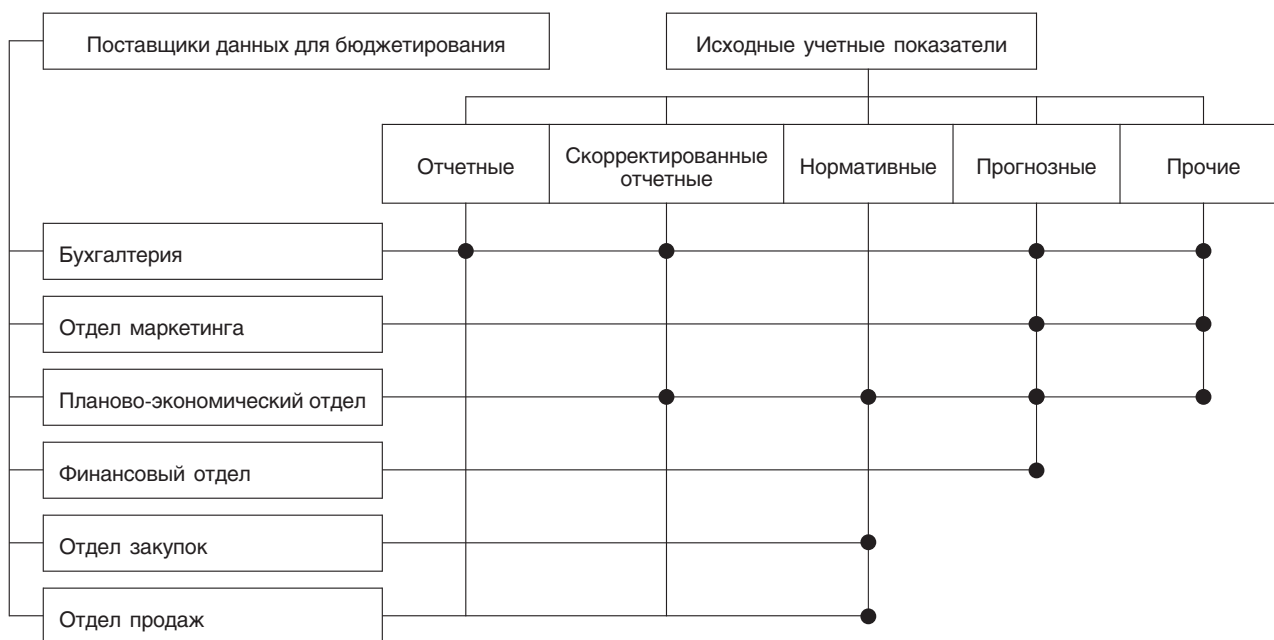 Поставщики данных для бюджетирования
Исходные учетные показатели
Отчетные
Скорректированные
отчетные
Нормативные
Прогнозные
Прочие
Бухгалтерия
Отдел маркетинга
Планово-экономический отдел
Финансовый отдел
Отдел закупок
Отдел продаж